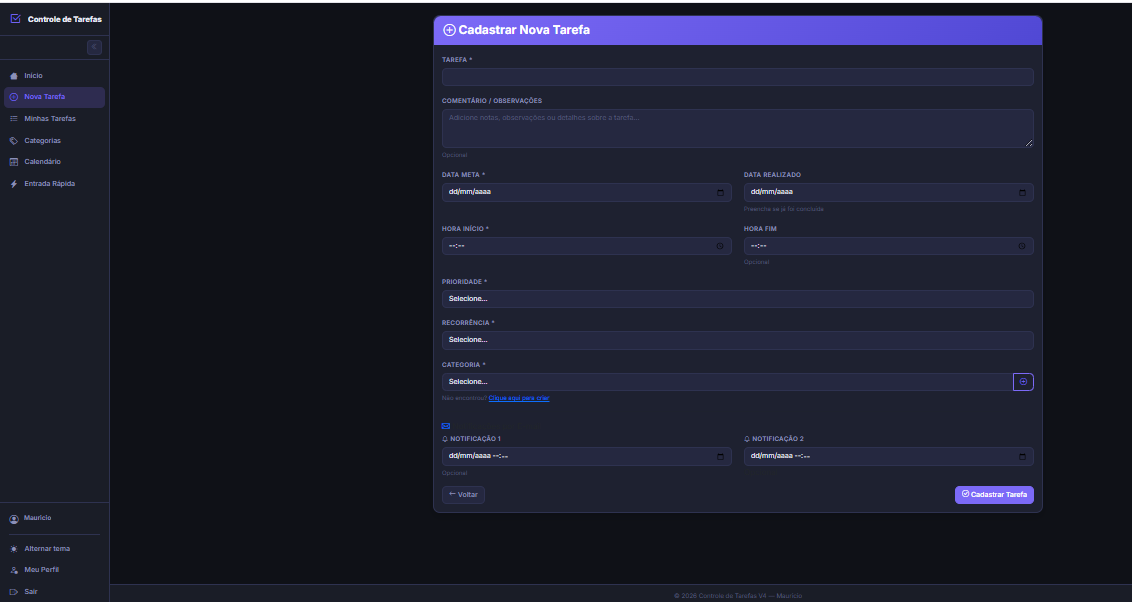 Controle de Tarefas
Início
Nova Tarefa
Minhas Tarefas
Categorias
Calendário
Entrada Rápida
Mauricio
Alternar tema
Meu Perfil
Sair
Cadastrar Nova Tarefa
TAREFA *
COMENTÁRIO / OBSERVAÇÕES
Adicione notas, observações ou detalhes sobre a tarefa...
Opcional
DATA META *
DATA REALIZADO
dd/mm/aaaa
dd/mm/aaaa
Preencha se já foi concluída
HORA INÍCIO *
HORA FIM
--:--
--:--
Opcional
PRIORIDADE *
Selecione...
RECORRÊNCIA *
Selecione...
CATEGORIA *
Selecione...
Não encontrou? Clique aqui para criar
NOTIFICAÇÃO 1
NOTIFICAÇÃO 2
dd/mm/aaaa --:--
dd/mm/aaaa --:--
Opcional
← Voltar
Cadastrar Tarefa
© 2026 Controle de Tarefas V4 — Mauricio